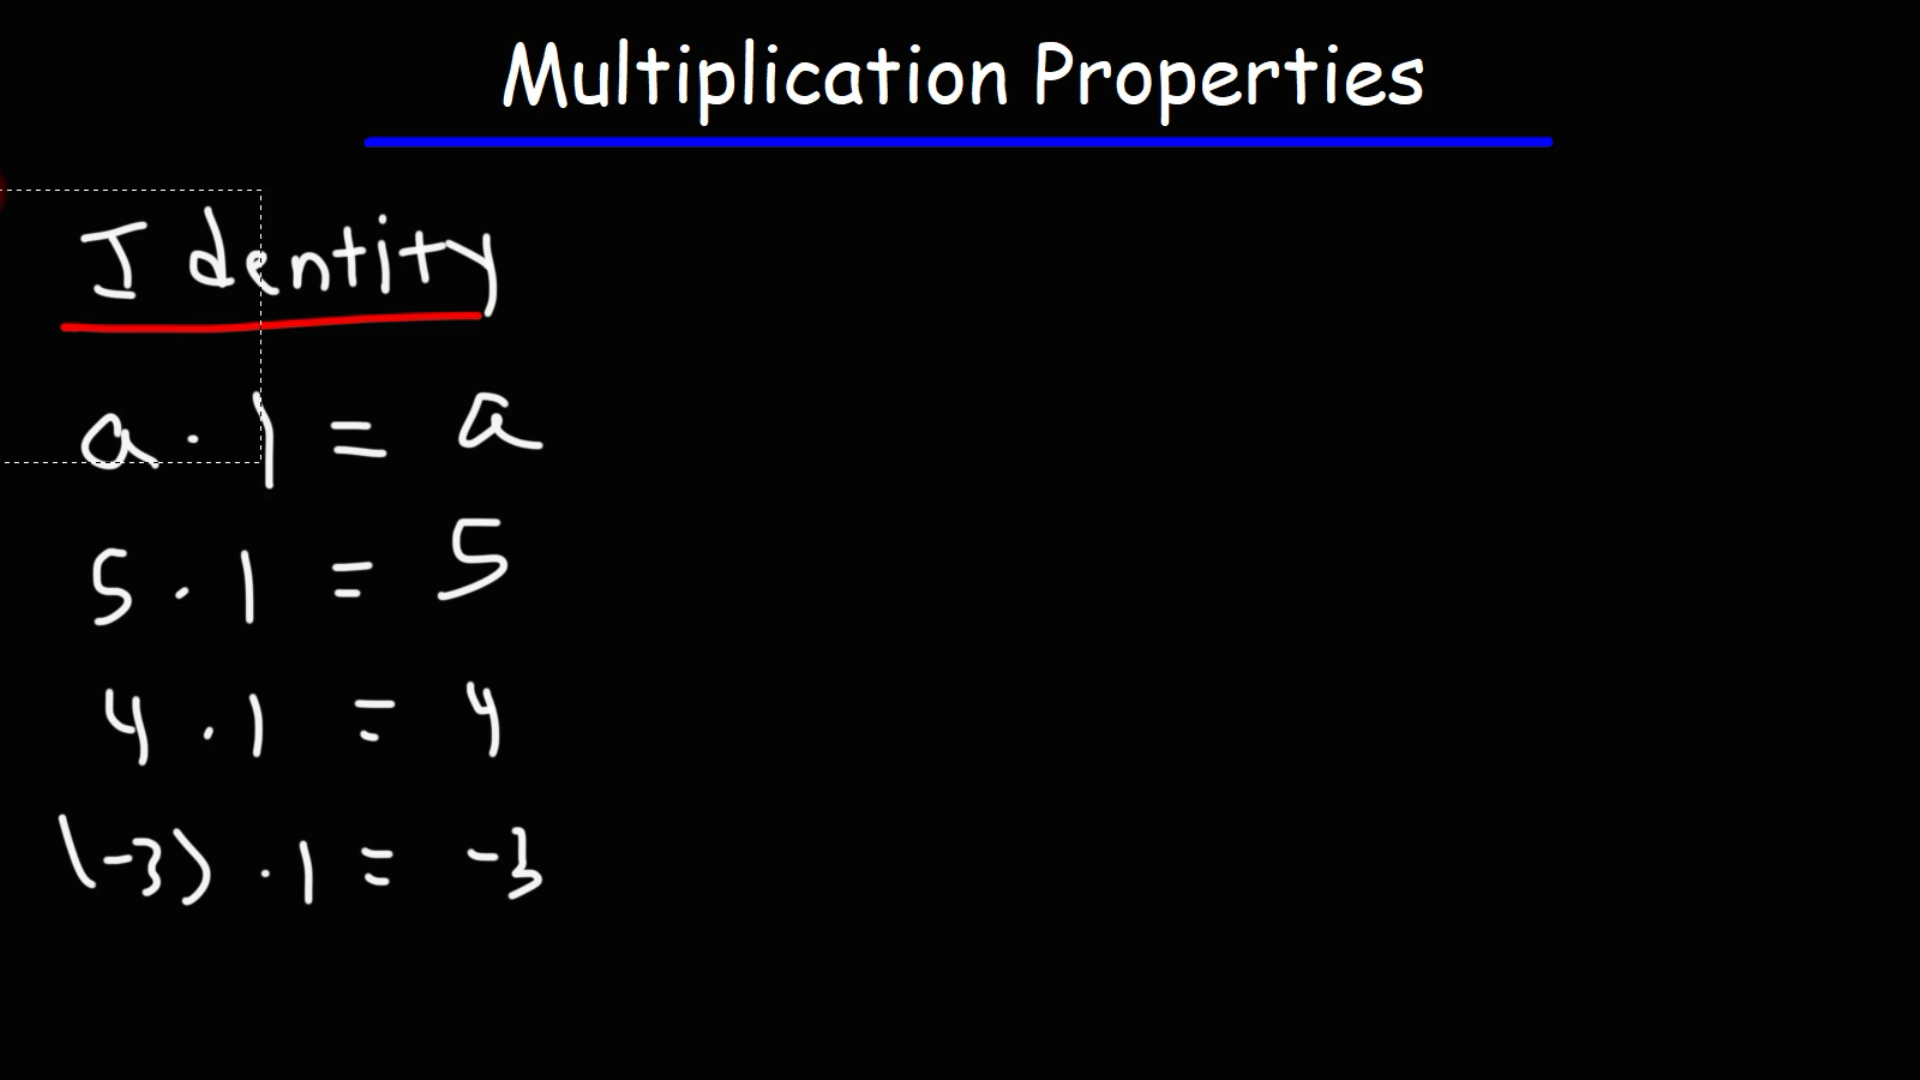 Multiplication Properties
Identity
a · 1 = a
5 · 1 = 5
4 · 1 = 4
(-3) · 1 = -3